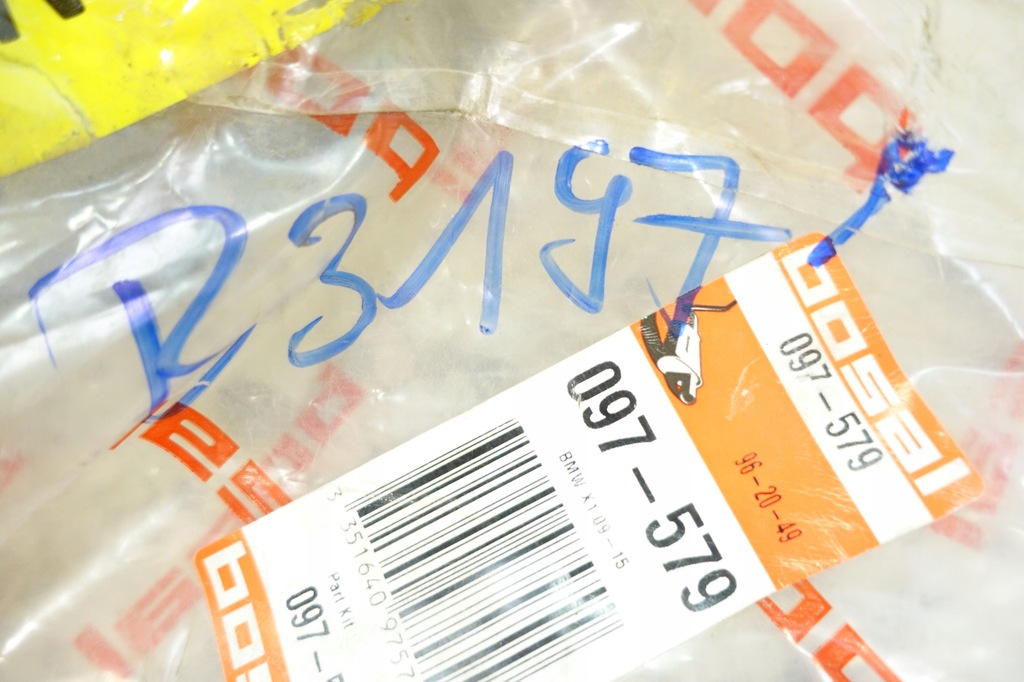 R3197
bosal
097-579
96-20-49
097-579
BMW X1 09-15
3 351640 9757
Part Kit
097-